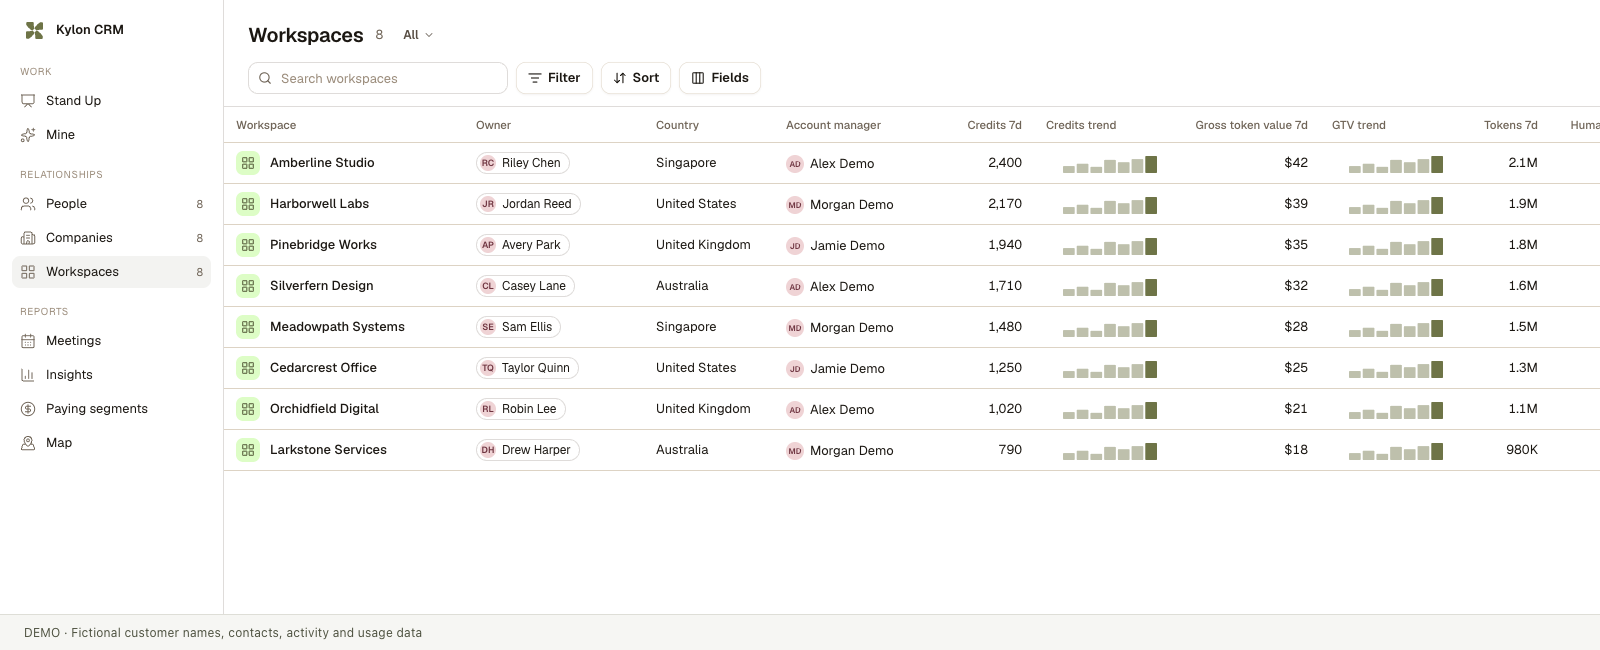 Kylon CRM
WORK
Stand Up
Mine
RELATIONSHIPS
People 8
Companies 8
Workspaces 8
REPORTS
Meetings
Insights
Paying segments
Map
Workspaces 8 All
Search workspaces Filter Sort Fields
Workspace Owner Country Account manager Credits 7d Credits trend Gross token value 7d GTV trend Tokens 7d
Amberline Studio RC Riley Chen Singapore AD Alex Demo 2,400 $42 2.1M
Harborwell Labs JR Jordan Reed United States MD Morgan Demo 2,170 $39 1.9M
Pinebridge Works AP Avery Park United Kingdom JD Jamie Demo 1,940 $35 1.8M
Silverfern Design CL Casey Lane Australia AD Alex Demo 1,710 $32 1.6M
Meadowpath Systems SE Sam Ellis Singapore MD Morgan Demo 1,480 $28 1.5M
Cedarcrest Office TQ Taylor Quinn United States JD Jamie Demo 1,250 $25 1.3M
Orchidfield Digital RL Robin Lee United Kingdom AD Alex Demo 1,020 $21 1.1M
Larkstone Services DH Drew Harper Australia MD Morgan Demo 790 $18 980K
DEMO · Fictional customer names, contacts, activity and usage data